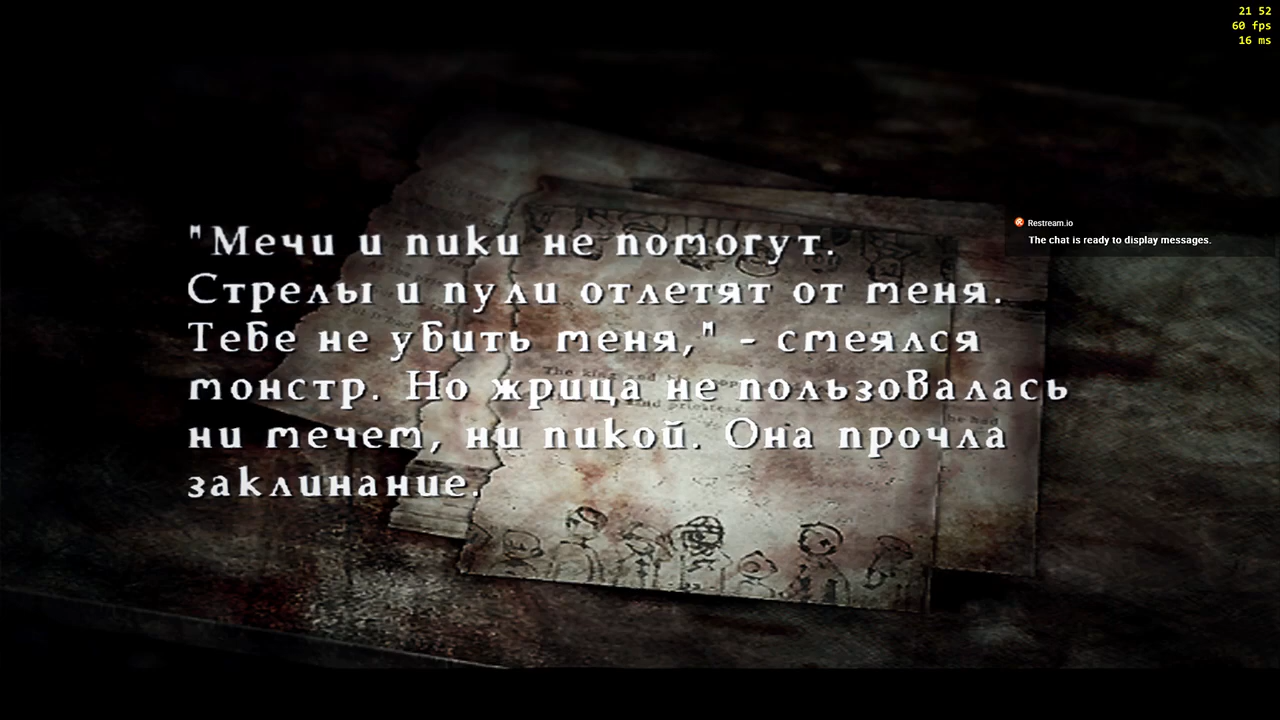 21 52
60 fps
16 ms
Restream.io
The chat is ready to display messages.
"Мечи и пики не помогут.
Стрелы и пули отлетят от меня.
Тебе не убить меня," - смеялся
монстр. Но жрица не пользовалась
ни мечем, ни пикой. Она прочла
заклинание.